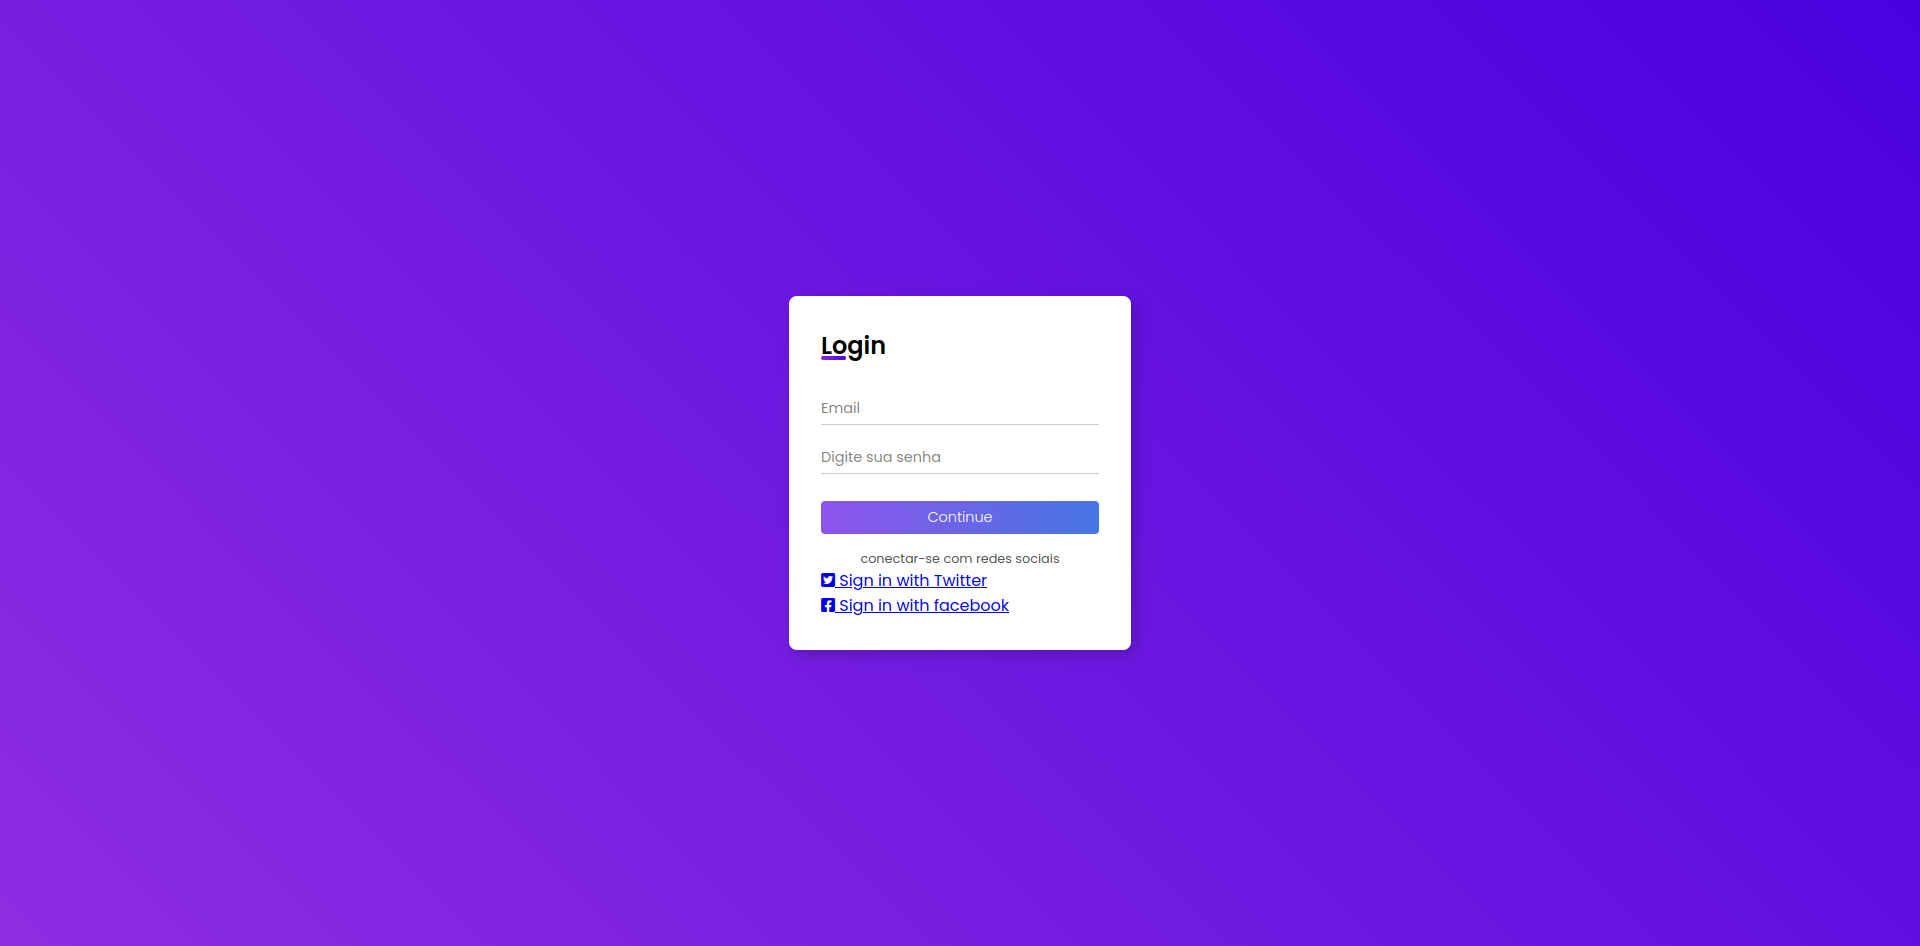 Login
Email
Digite sua senha
Continue
conectar-se com redes sociais
Sign in with Twitter
Sign in with facebook